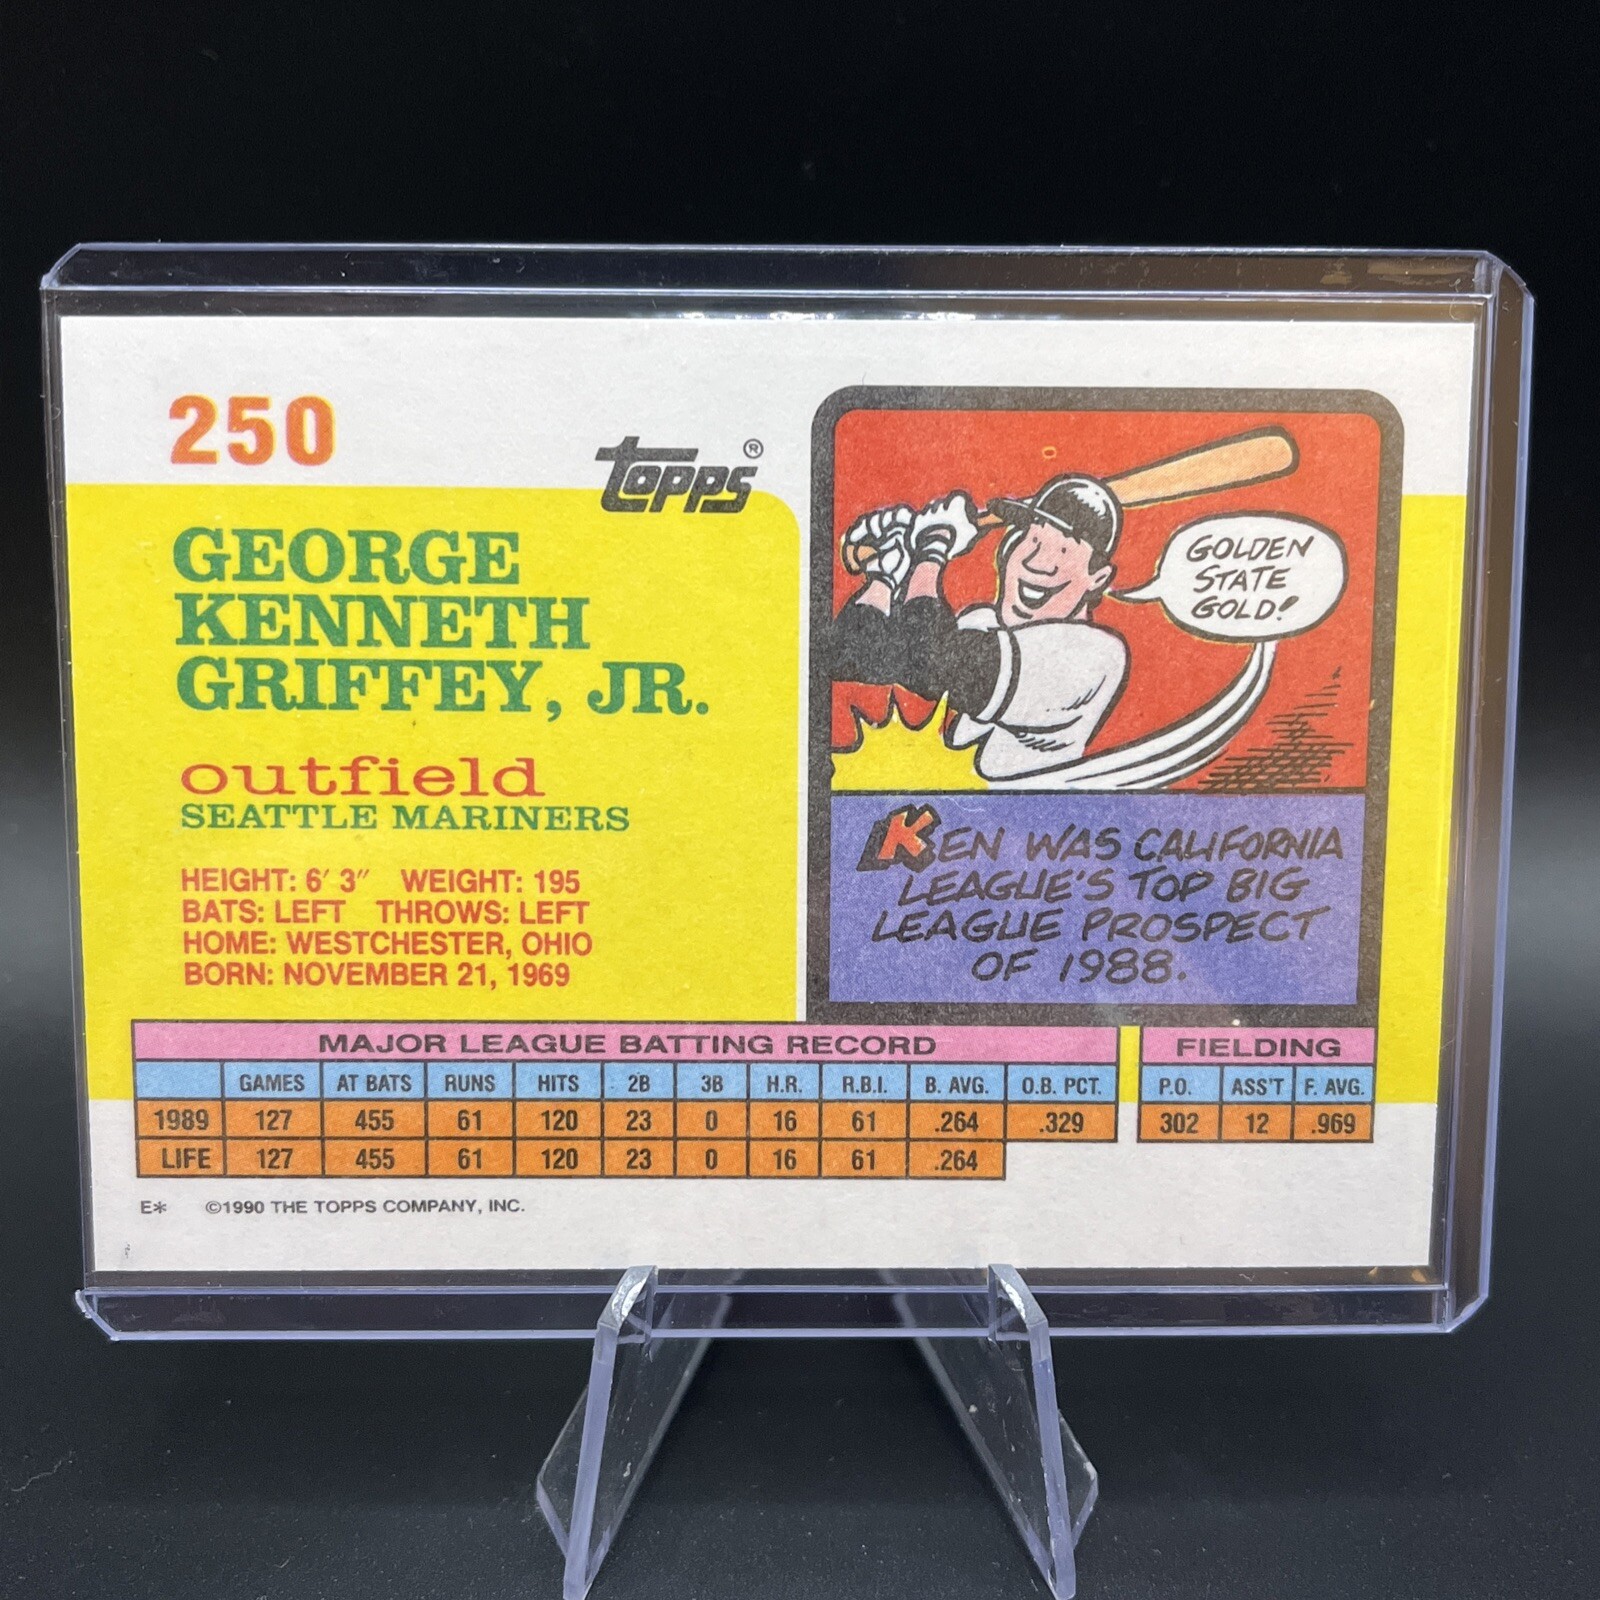 250
topps®
GEORGE
KENNETH
GRIFFEY, JR.
outfield
SEATTLE MARINERS
HEIGHT: 6′ 3″ WEIGHT: 195
BATS: LEFT THROWS: LEFT
HOME: WESTCHESTER, OHIO
BORN: NOVEMBER 21, 1969
GOLDEN
STATE
GOLD!
KEN WAS CALIFORNIA
LEAGUE'S TOP BIG
LEAGUE PROSPECT
OF 1988.
MAJOR LEAGUE BATTING RECORD
GAMES AT BATS RUNS HITS 2B 3B H.R. R.B.I. B. AVG. O.B. PCT.
1989 127 455 61 120 23 0 16 61 .264 .329
LIFE 127 455 61 120 23 0 16 61 .264
FIELDING
P.O. ASS'T F. AVG.
302 12 .969
E* ©1990 THE TOPPS COMPANY, INC.